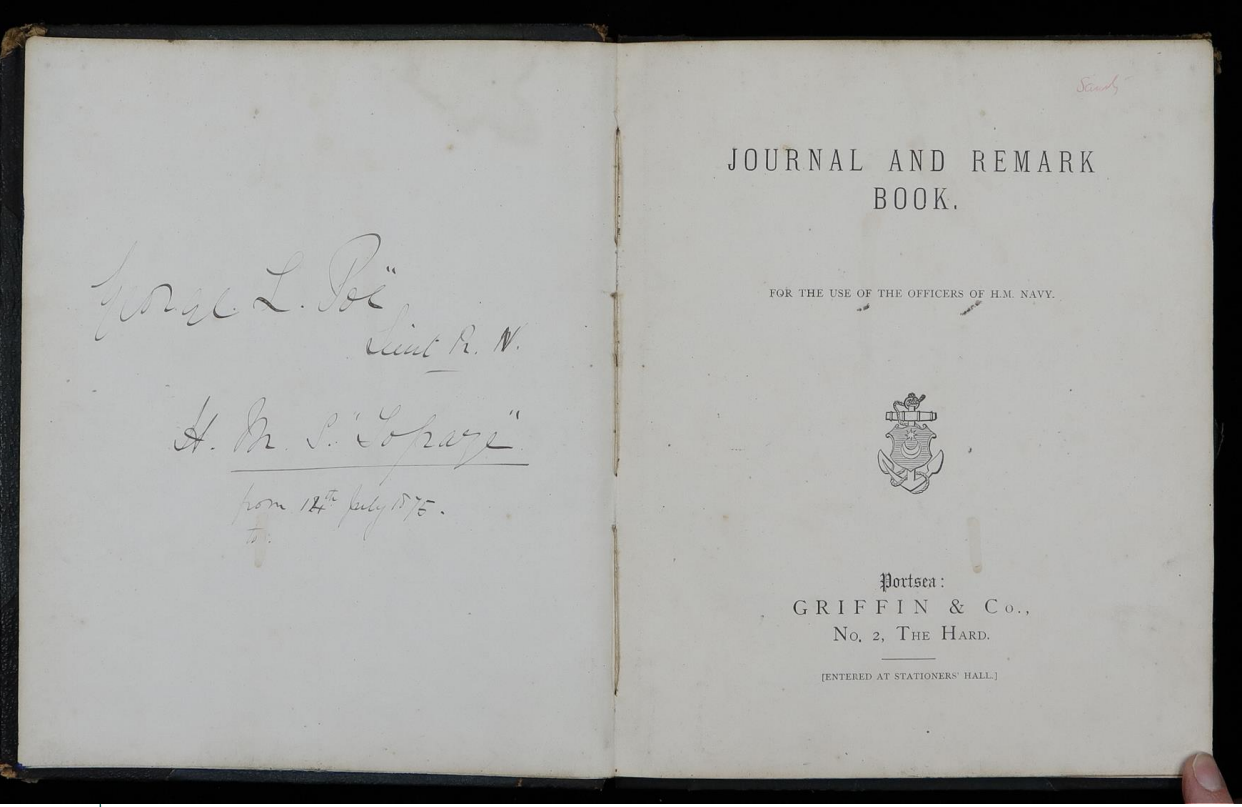 George. L. Poë
Lieut R. N.
H. M. S. "Topaze"
from 14th July 1875.
to
JOURNAL AND REMARK
BOOK.
FOR THE USE OF THE OFFICERS OF H.M. NAVY.
Portsea:
GRIFFIN & Co.,
No. 2, The Hard.
[ENTERED AT STATIONERS' HALL.]